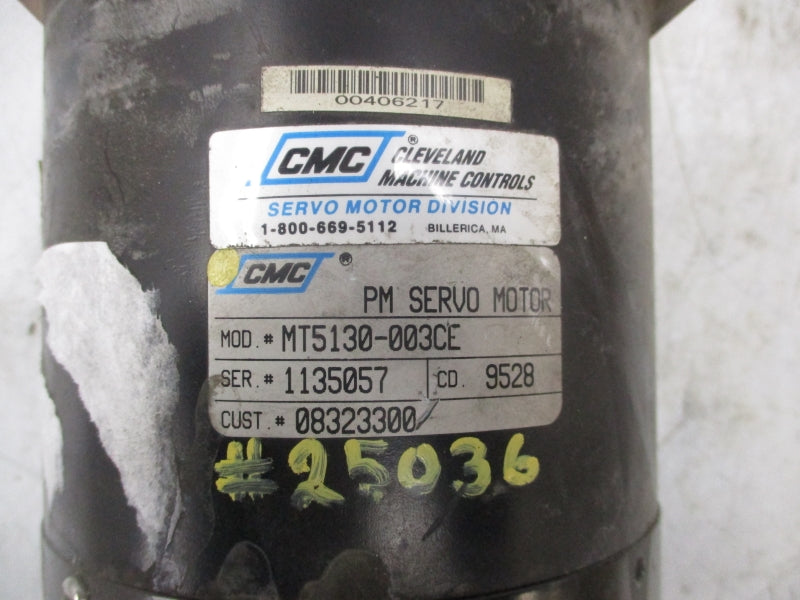 00406217
CMC® CLEVELAND
MACHINE CONTROLS
SERVO MOTOR DIVISION
1-800-669-5112 BILLERICA, MA
CMC ®
PM SERVO MOTOR
MOD.# MT5130-003CE
SER.# 1135057 CD. 9528
CUST.# 08323300
#25036